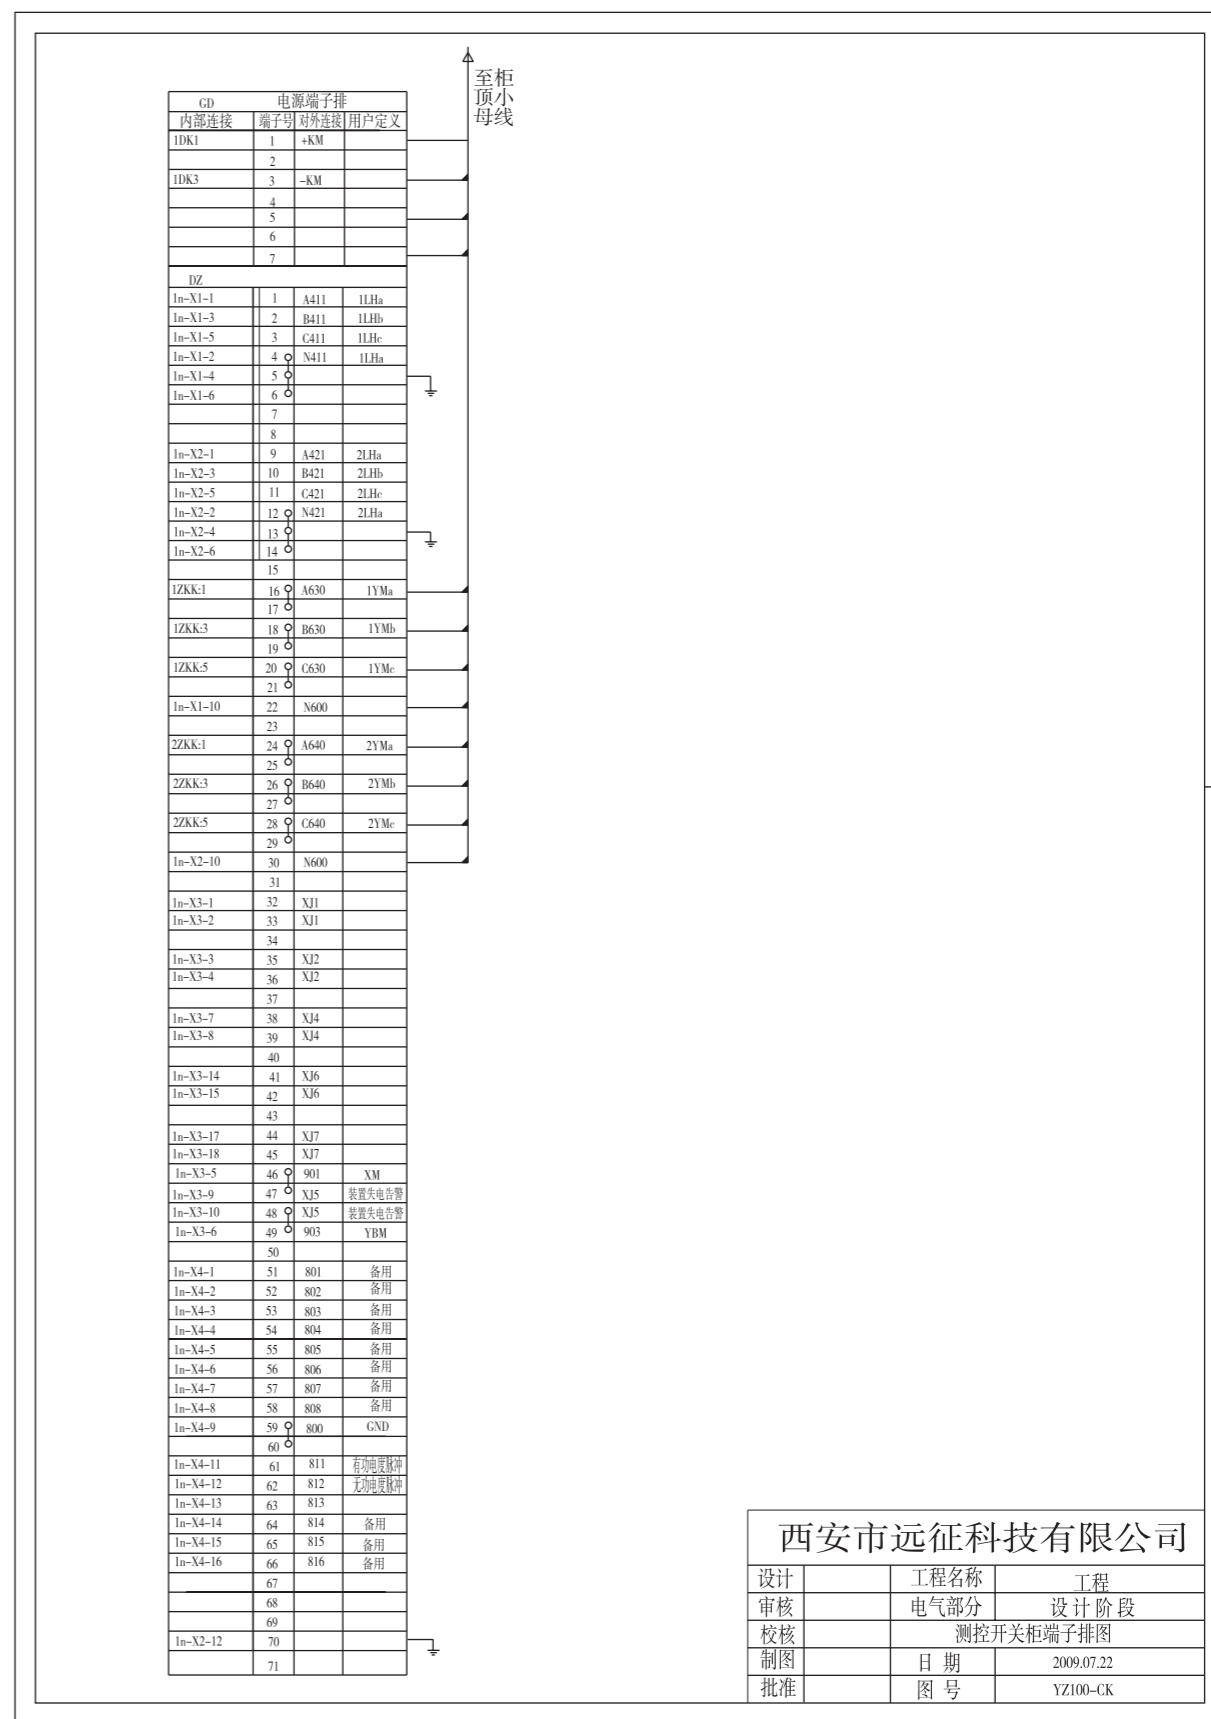 至柜
顶小
母线
GD 电源端子排
内部连接 端子号 对外连接 用户定义
1DK1 1 +KM
2
1DK3 3 -KM
4
5
6
7
DZ
1n-X1-1 1 A411 1LHa
1n-X1-3 2 B411 1LHb
1n-X1-5 3 C411 1LHc
1n-X1-2 4 N411 1LHa
1n-X1-4 5
1n-X1-6 6
7
8
1n-X2-1 9 A421 2LHa
1n-X2-3 10 B421 2LHb
1n-X2-5 11 C421 2LHc
1n-X2-2 12 N421 2LHa
1n-X2-4 13
1n-X2-6 14
15
1ZKK:1 16 A630 1YMa
17
1ZKK:3 18 B630 1YMb
19
1ZKK:5 20 C630 1YMc
21
1n-X1-10 22 N600
23
2ZKK:1 24 A640 2YMa
25
2ZKK:3 26 B640 2YMb
27
2ZKK:5 28 C640 2YMc
29
1n-X2-10 30 N600
31
1n-X3-1 32 XJ1
1n-X3-2 33 XJ1
34
1n-X3-3 35 XJ2
1n-X3-4 36 XJ2
37
1n-X3-7 38 XJ4
1n-X3-8 39 XJ4
40
1n-X3-14 41 XJ6
1n-X3-15 42 XJ6
43
1n-X3-17 44 XJ7
1n-X3-18 45 XJ7
1n-X3-5 46 901 XM
1n-X3-9 47 XJ5 装置失电告警
1n-X3-10 48 XJ5 装置失电告警
1n-X3-6 49 903 YBM
50
1n-X4-1 51 801 备用
1n-X4-2 52 802 备用
1n-X4-3 53 803 备用
1n-X4-4 54 804 备用
1n-X4-5 55 805 备用
1n-X4-6 56 806 备用
1n-X4-7 57 807 备用
1n-X4-8 58 808 备用
1n-X4-9 59 800 GND
60
1n-X4-11 61 811 有功电度脉冲
1n-X4-12 62 812 无功电度脉冲
1n-X4-13 63 813
1n-X4-14 64 814 备用
1n-X4-15 65 815 备用
1n-X4-16 66 816 备用
67
68
69
1n-X2-12 70
71
西安市远征科技有限公司
设计 工程名称 工程
审核 电气部分 设计阶段
校核 测控开关柜端子排图
制图 日 期 2009.07.22
批准 图 号 YZ100-CK